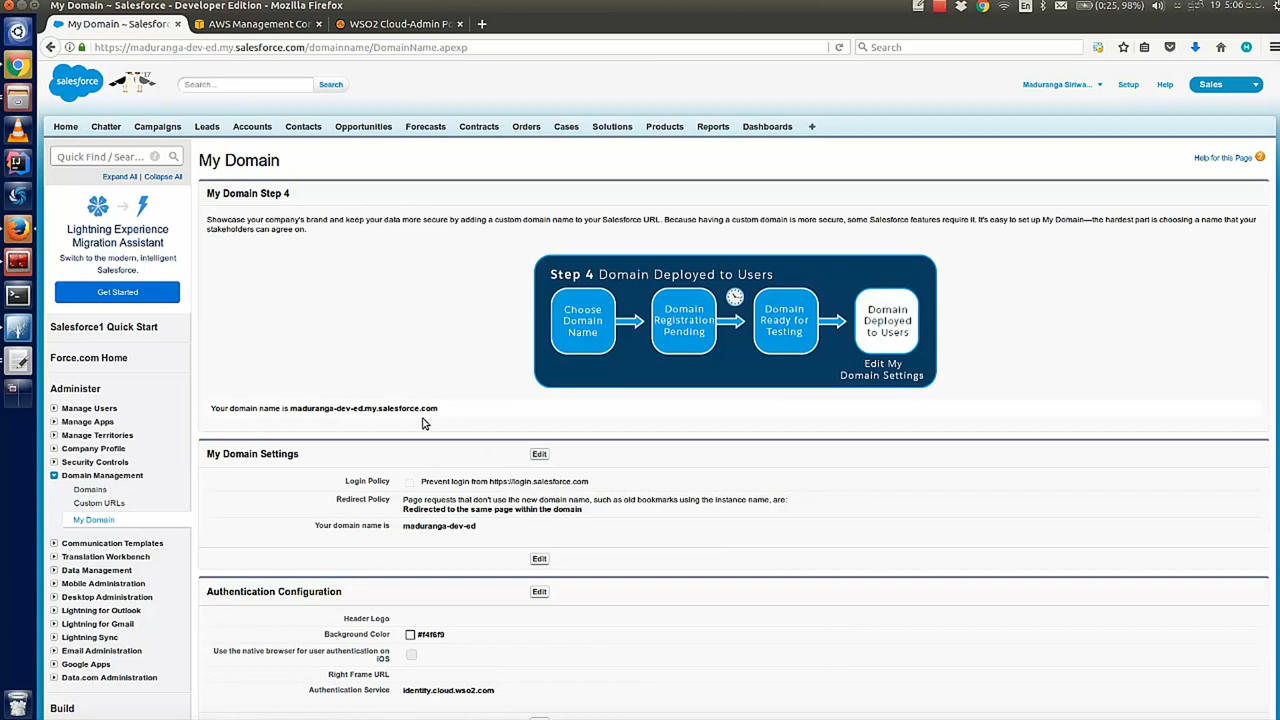 My Domain ~ Salesforce - Developer Edition - Mozilla Firefox
(0:25, 98%)
19 5:06
My Domain ~ Salesfor
AWS Management Con
WSO2 Cloud-Admin Po
https://maduranga-dev-ed.my.salesforce.com/domainname/DomainName.apexp
Search
salesforce
'17
Search...
Search
Maduranga Siriwa...
Setup
Help
Sales
Home
Chatter
Campaigns
Leads
Accounts
Contacts
Opportunities
Forecasts
Contracts
Orders
Cases
Solutions
Products
Reports
Dashboards
+
Quick Find / Sear...
Expand All | Collapse All
Lightning Experience
Migration Assistant
Switch to the modern, intelligent
Salesforce.
Get Started
Salesforce1 Quick Start
Force.com Home
Administer
Manage Users
Manage Apps
Manage Territories
Company Profile
Security Controls
Domain Management
Domains
Custom URLs
My Domain
Communication Templates
Translation Workbench
Data Management
Mobile Administration
Desktop Administration
Lightning for Outlook
Lightning for Gmail
Lightning Sync
Email Administration
Google Apps
Data.com Administration
Build
My Domain
Help for this Page
My Domain Step 4
Showcase your company's brand and keep your data more secure by adding a custom domain name to your Salesforce URL. Because having a custom domain is more secure, some Salesforce features require it. It's easy to set up My Domain—the hardest part is choosing a name that your
stakeholders can agree on.
Step 4 Domain Deployed to Users
Choose
Domain
Name
Domain
Registration
Pending
Domain
Ready for
Testing
Domain
Deployed
to Users
Edit My
Domain Settings
Your domain name is maduranga-dev-ed.my.salesforce.com
My Domain Settings
Edit
Login Policy
Prevent login from https://login.salesforce.com
Redirect Policy
Page requests that don't use the new domain name, such as old bookmarks using the instance name, are:
Redirected to the same page within the domain
Your domain name is
maduranga-dev-ed
Edit
Authentication Configuration
Edit
Header Logo
Background Color
#f4f6f9
Use the native browser for user authentication on
iOS
Right Frame URL
Authentication Service
identity.cloud.wso2.com